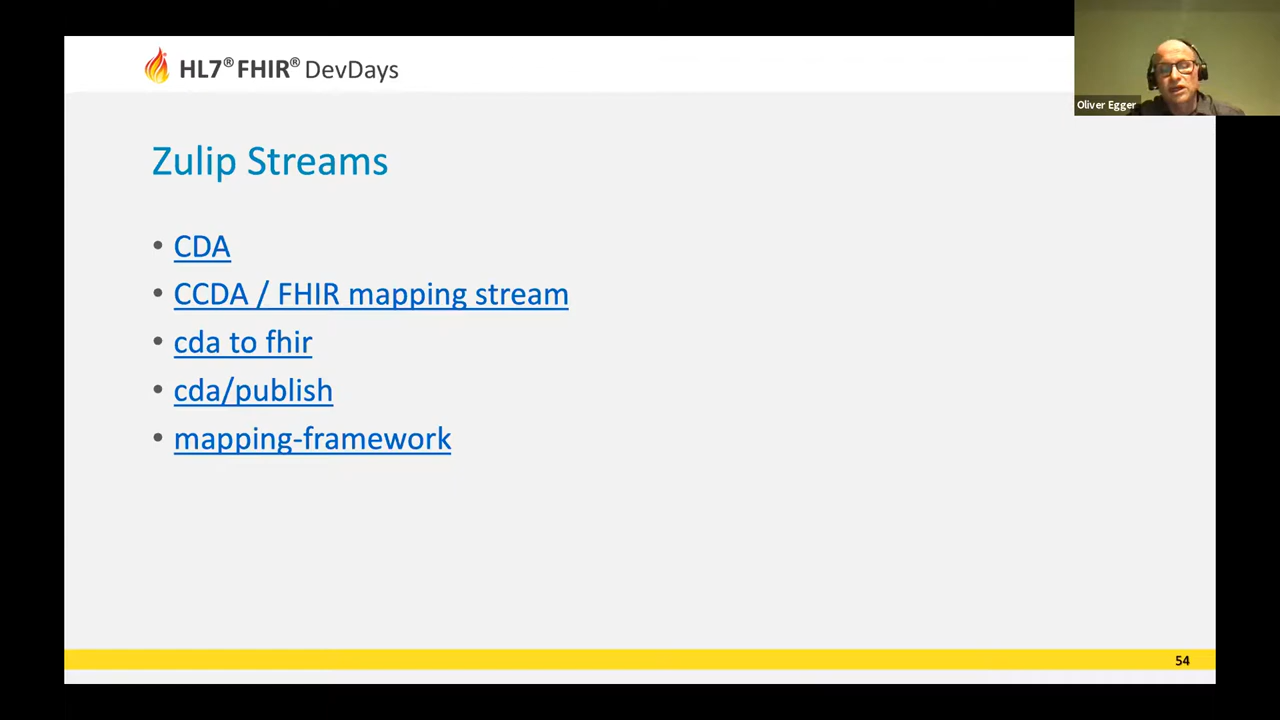 HL7® FHIR® DevDays
Oliver Egger
Zulip Streams
• CDA
• CCDA / FHIR mapping stream
• cda to fhir
• cda/publish
• mapping-framework
54